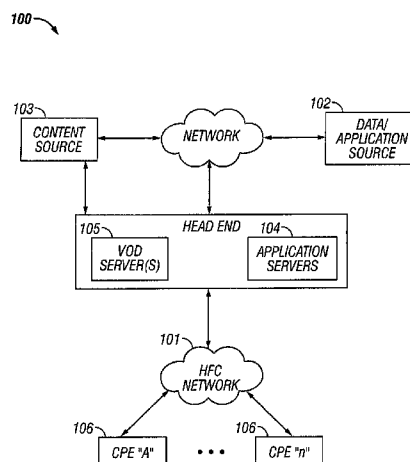 100
103
CONTENT
SOURCE
NETWORK
102
DATA/
APPLICATION
SOURCE
HEAD END
105
VOD
SERVER(S)
104
APPLICATION
SERVERS
101
HFC
NETWORK
106
CPE "A"
• • •
106
CPE "n"